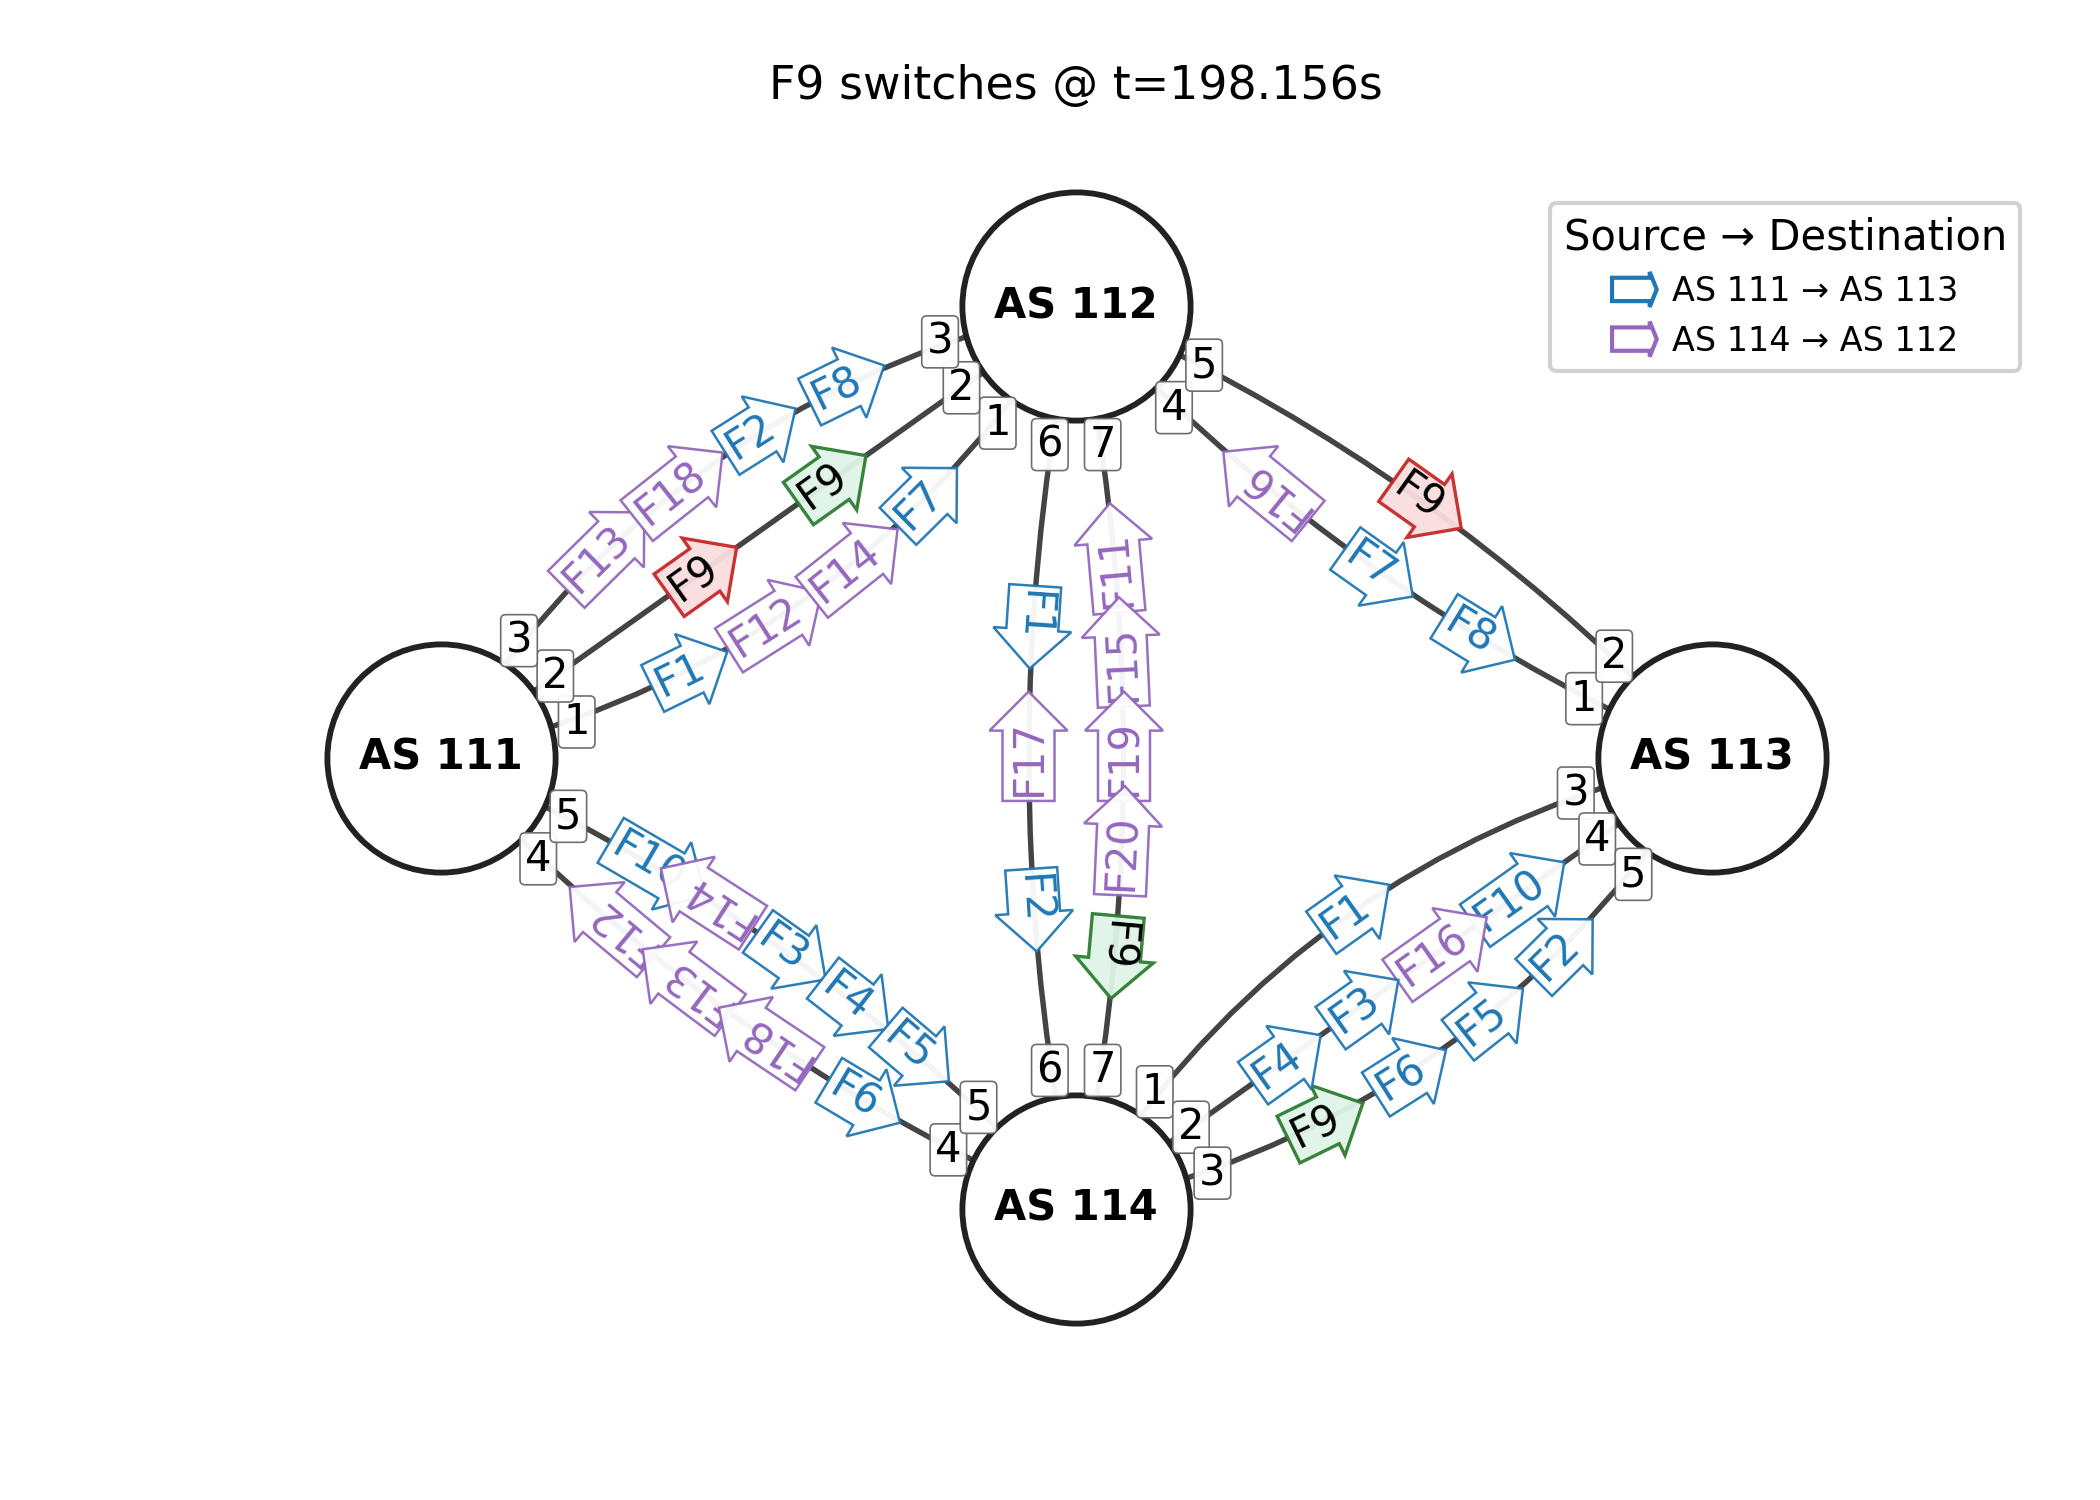 F9 switches @ t=198.156s
Source → Destination
AS 111 → AS 113
AS 114 → AS 112
AS 112
3
2
1
6
7
4
5
F8
F2
F18
F13
F9
F9
F7
F14
F12
F1
3
2
1
AS 111
5
4
F1
F17
F2
F11
F15
F19
F20
F9
F9
F16
F7
F8
2
1
AS 113
3
4
5
F10
F14
F3
F4
F5
F12
F13
F18
F6
5
4
6
7
1
2
3
AS 114
F1
F10
F16
F3
F4
F2
F5
F6
F9